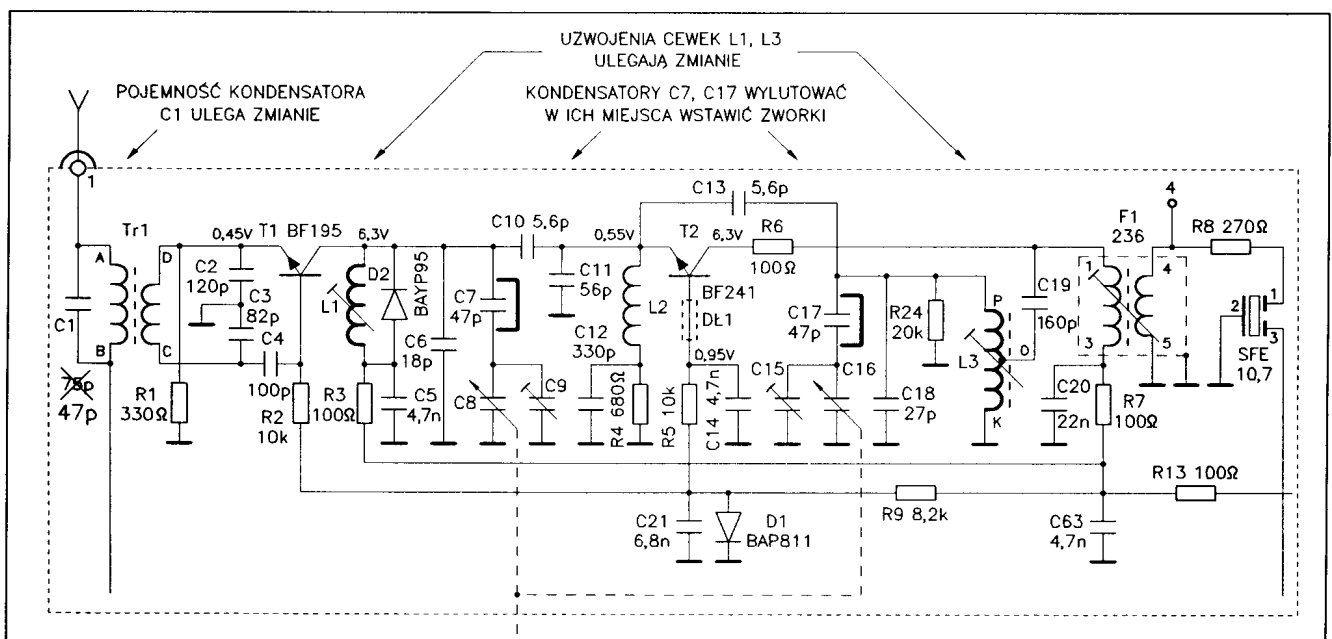 UZWOJENIA CEWEK L1, L3
ULEGAJĄ ZMIANIE
POJEMNOŚĆ KONDENSATORA
C1 ULEGA ZMIANIE
KONDENSATORY C7, C17 WYLUTOWAĆ
W ICH MIEJSCA WSTAWIĆ ZWORKI
1
Tr1
A
B
C1
75p
47p
D
C
R1
330Ω
C2
120p
C3
82p
C4
100p
0,45V
T1 BF195
6,3V
R2
10k
L1
D2
BAYP95
R3
100Ω
C5
4,7n
C6
18p
C7
47p
C8
C9
C10 5,6p
C11
56p
0,55V
T2
6,3V
BF241
DŁ1
0,95V
L2
C12
330p
R4 680Ω
R5 10k
C14 4,7n
C13 5,6p
R6
100Ω
C17
47p
C15
C16
C18
27p
R24
20k
L3
P
O
K
C19
160p
F1
236
1
3
4
5
4
R8 270Ω
2
1
3
SFE
10,7
C20
22n
R7
100Ω
R13 100Ω
R9 8,2k
C21
6,8n
D1
BAP811
C63
4,7n